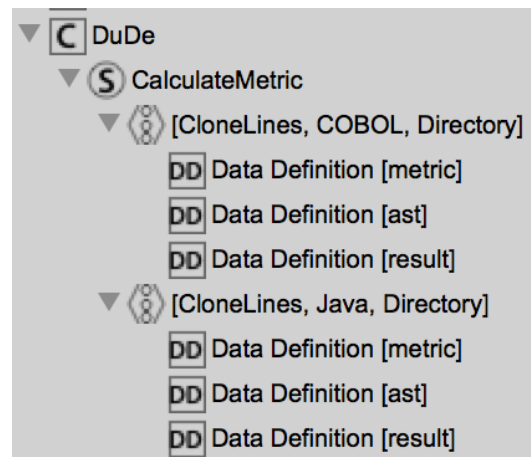 C DuDe
S CalculateMetric
[CloneLines, COBOL, Directory]
DD Data Definition [metric]
DD Data Definition [ast]
DD Data Definition [result]
[CloneLines, Java, Directory]
DD Data Definition [metric]
DD Data Definition [ast]
DD Data Definition [result]